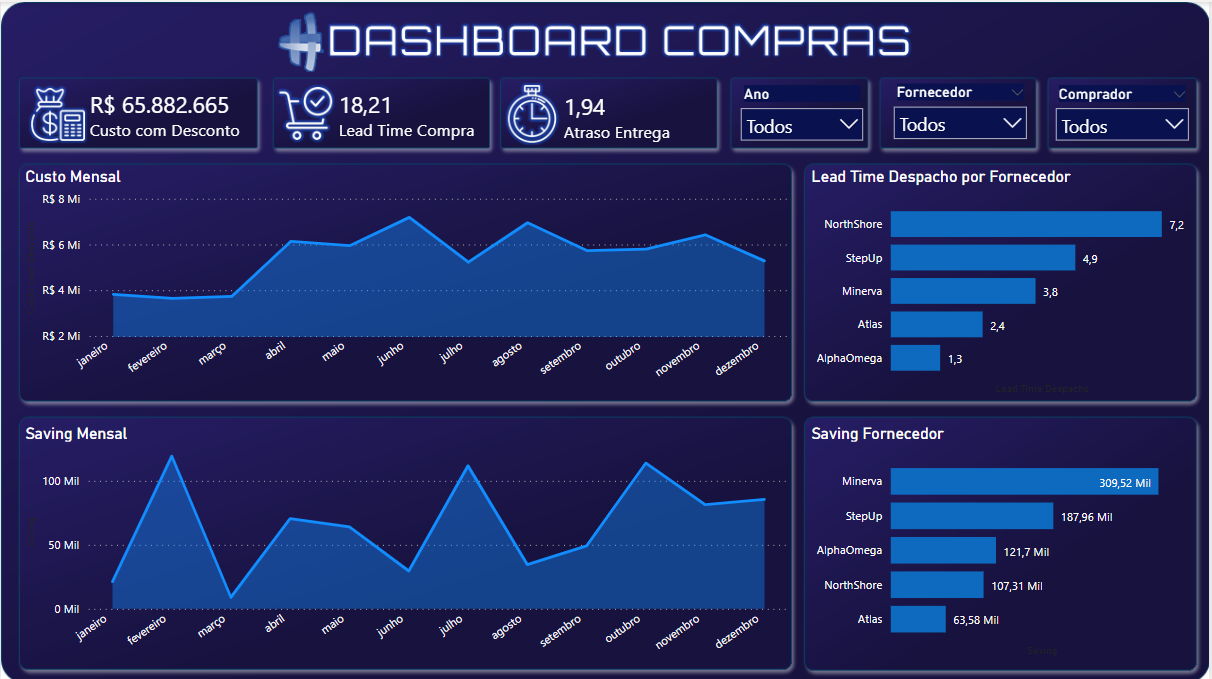 DASHBOARD COMPRAS
R$ 65.882.665
Custo com Desconto
18,21
Lead Time Compra
1,94
Atraso Entrega
Ano
Todos
Fornecedor
Todos
Comprador
Todos
Custo Mensal
R$ 8 Mi
R$ 6 Mi
R$ 4 Mi
R$ 2 Mi
janeiro
fevereiro
março
abril
maio
junho
julho
agosto
setembro
outubro
novembro
dezembro
Lead Time Despacho por Fornecedor
NorthShore 7,2
StepUp 4,9
Minerva 3,8
Atlas 2,4
AlphaOmega 1,3
Lead Time Despacho
Saving Mensal
100 Mil
50 Mil
0 Mil
janeiro
fevereiro
março
abril
maio
junho
julho
agosto
setembro
outubro
novembro
dezembro
Saving Fornecedor
Minerva 309,52 Mil
StepUp 187,96 Mil
AlphaOmega 121,7 Mil
NorthShore 107,31 Mil
Atlas 63,58 Mil
Saving